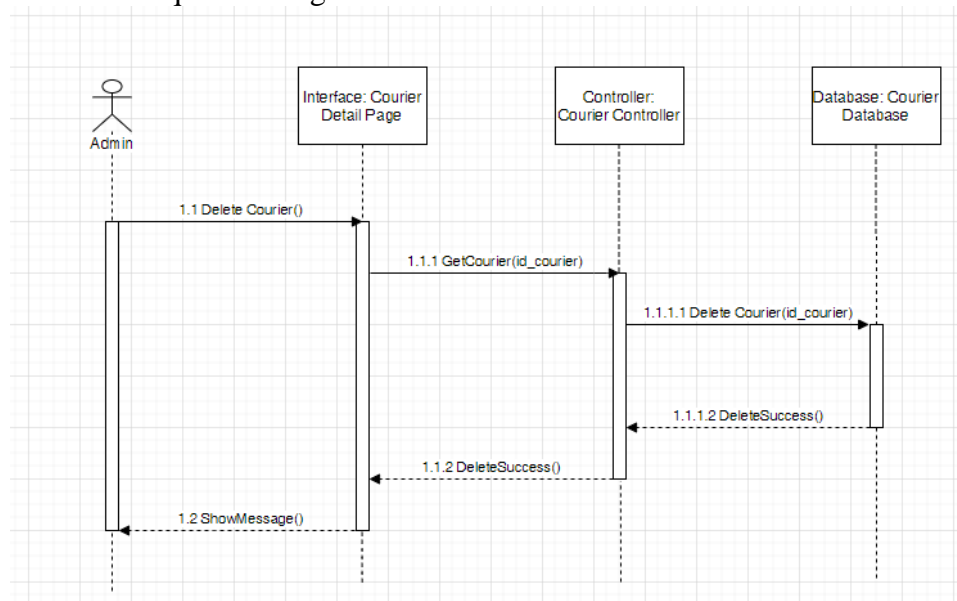 Interface: Courier
Detail Page
Controller:
Courier Controller
Database: Courier
Database
Admin
1.1 Delete Courier()
1.1.1 GetCourier(id_courier)
1.1.1.1 Delete Courier(id_courier)
1.1.1.2 DeleteSuccess()
1.1.2 DeleteSuccess()
1.2 ShowMessage()